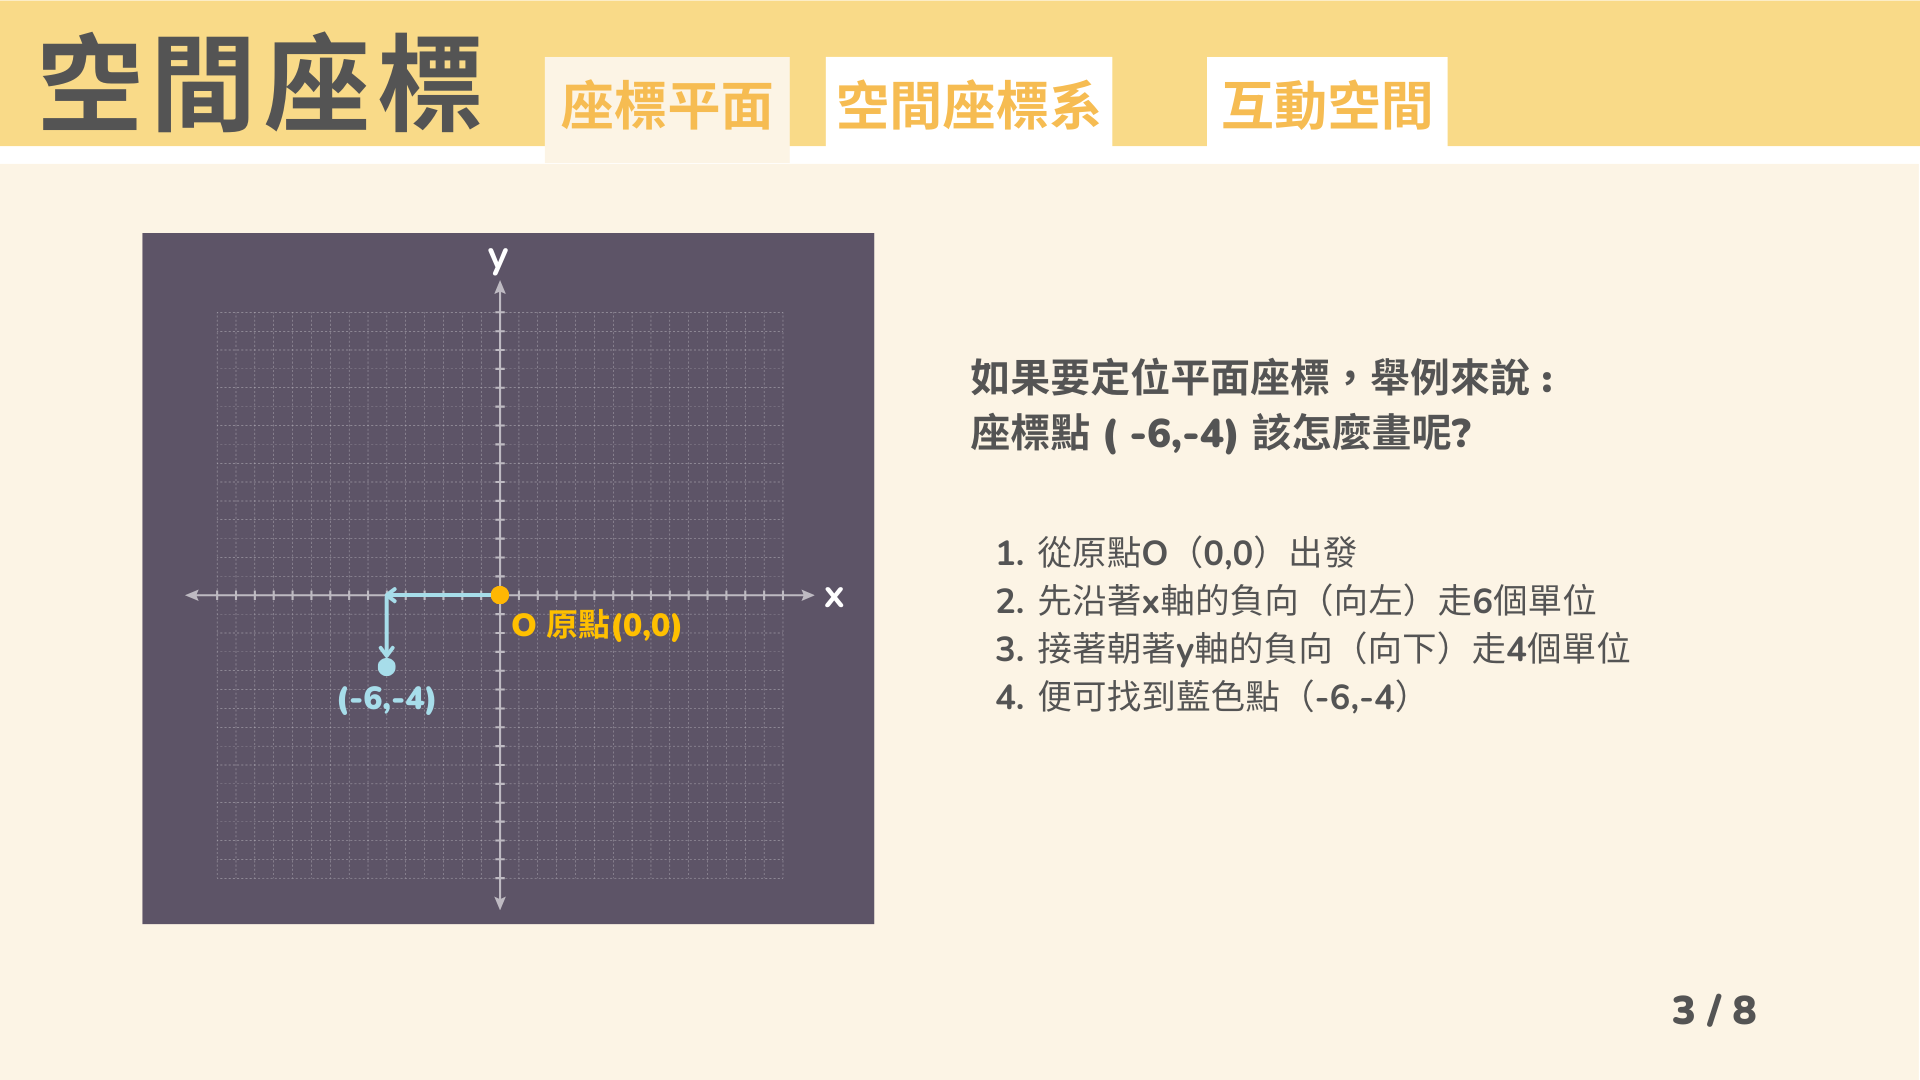 空間座標
座標平面
空間座標系
互動空間
y
x
O 原點(0,0)
(-6,-4)
如果要定位平面座標，舉例來說 :
座標點 ( -6,-4) 該怎麼畫呢?
1. 從原點O（0,0）出發
2. 先沿著x軸的負向（向左）走6個單位
3. 接著朝著y軸的負向（向下）走4個單位
4. 便可找到藍色點（-6,-4）
3 / 8